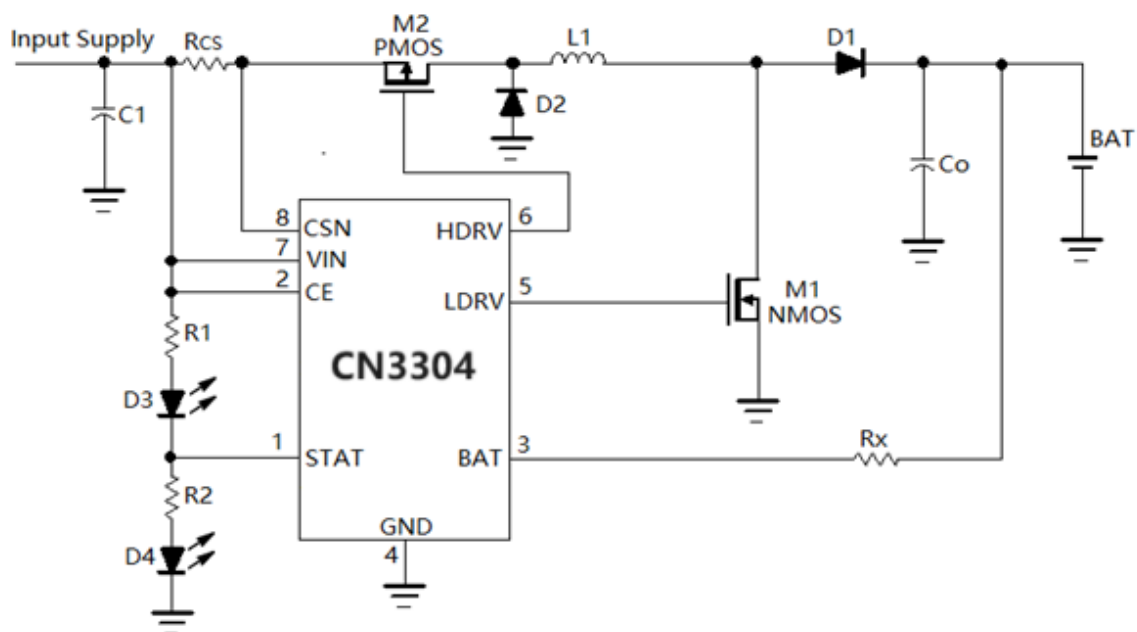 Input Supply
Rcs
M2
PMOS
L1
D1
C1
D2
Co
BAT
8
CSN
HDRV
6
7
VIN
2
CE
LDRV
5
M1
NMOS
R1
CN3304
D3
1
STAT
BAT
3
Rx
R2
GND
4
D4